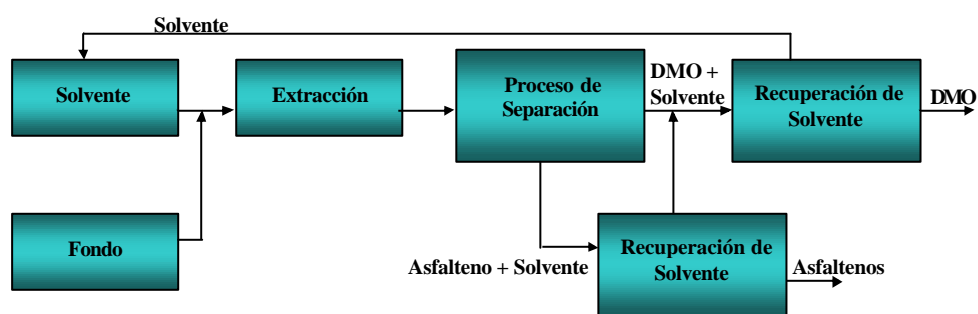 Solvente
Solvente
Extracción
Proceso de
Separación
DMO +
Solvente
Recuperación de
Solvente
DMO
Fondo
Asfalteno + Solvente
Recuperación de
Solvente
Asfaltenos